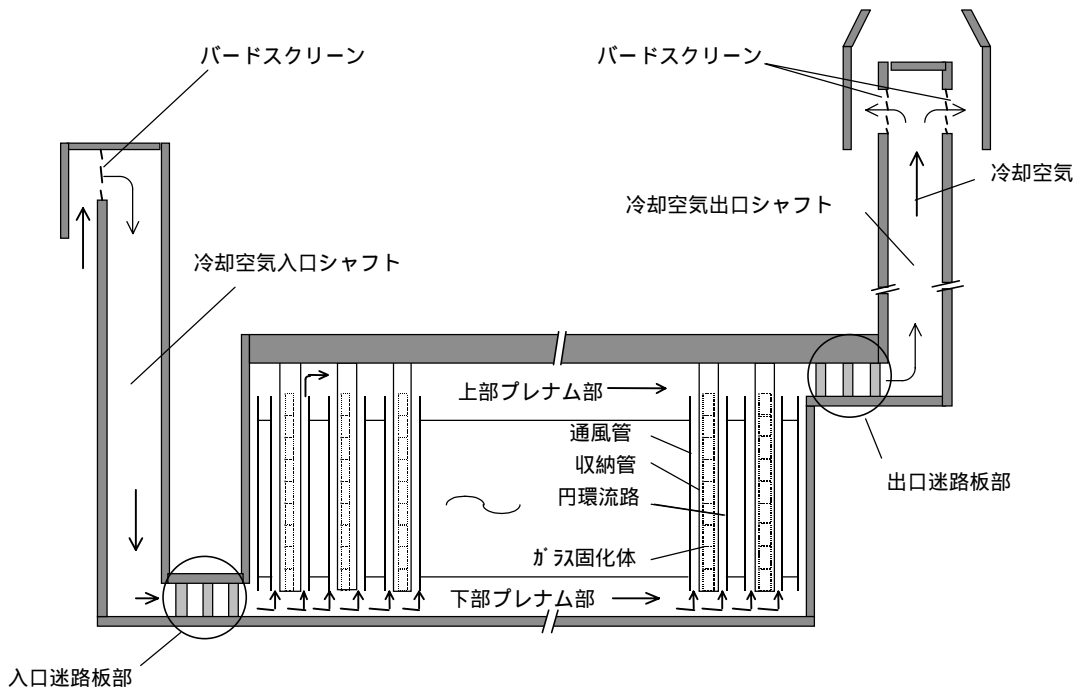 バードスクリーン
バードスクリーン
冷却空気
冷却空気出口シャフト
冷却空気入口シャフト
上部プレナム部
通風管
収納管
円環流路
出口迷路板部
ｶﾞﾗｽ固化体
下部プレナム部
入口迷路板部